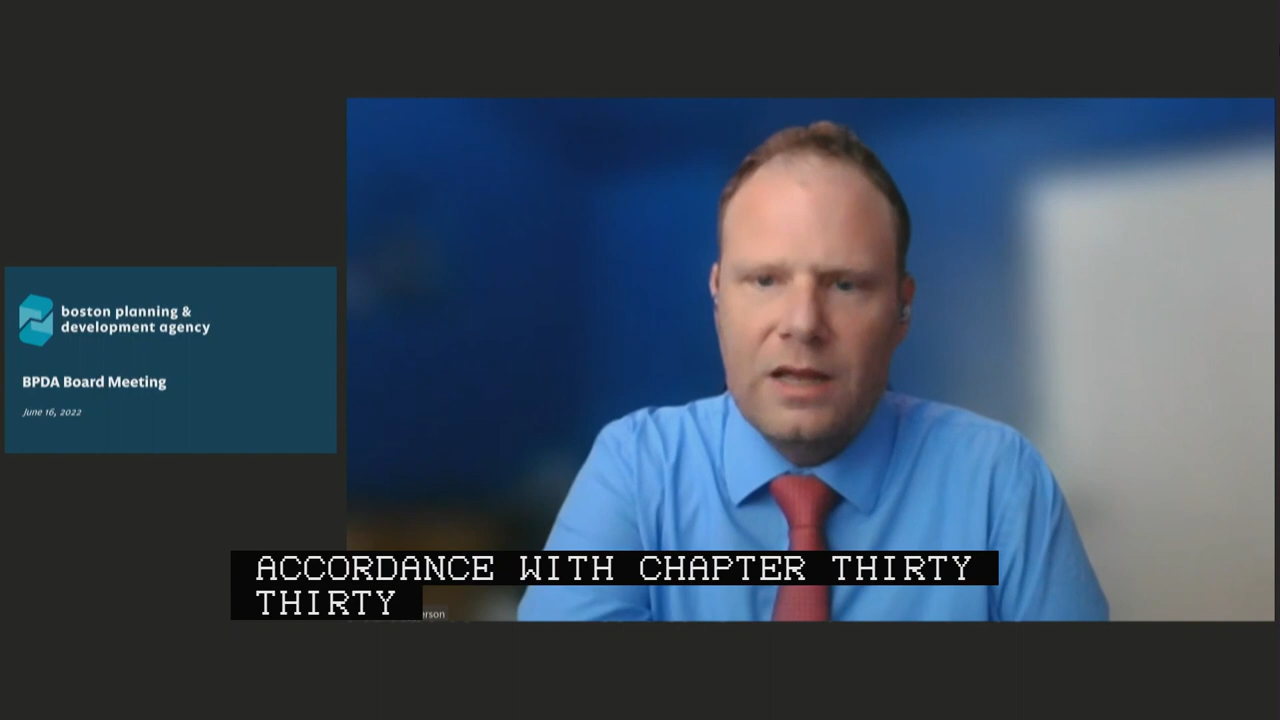 boston planning &
development agency
BPDA Board Meeting
June 16, 2022
ACCORDANCE WITH CHAPTER THIRTY
THIRTY